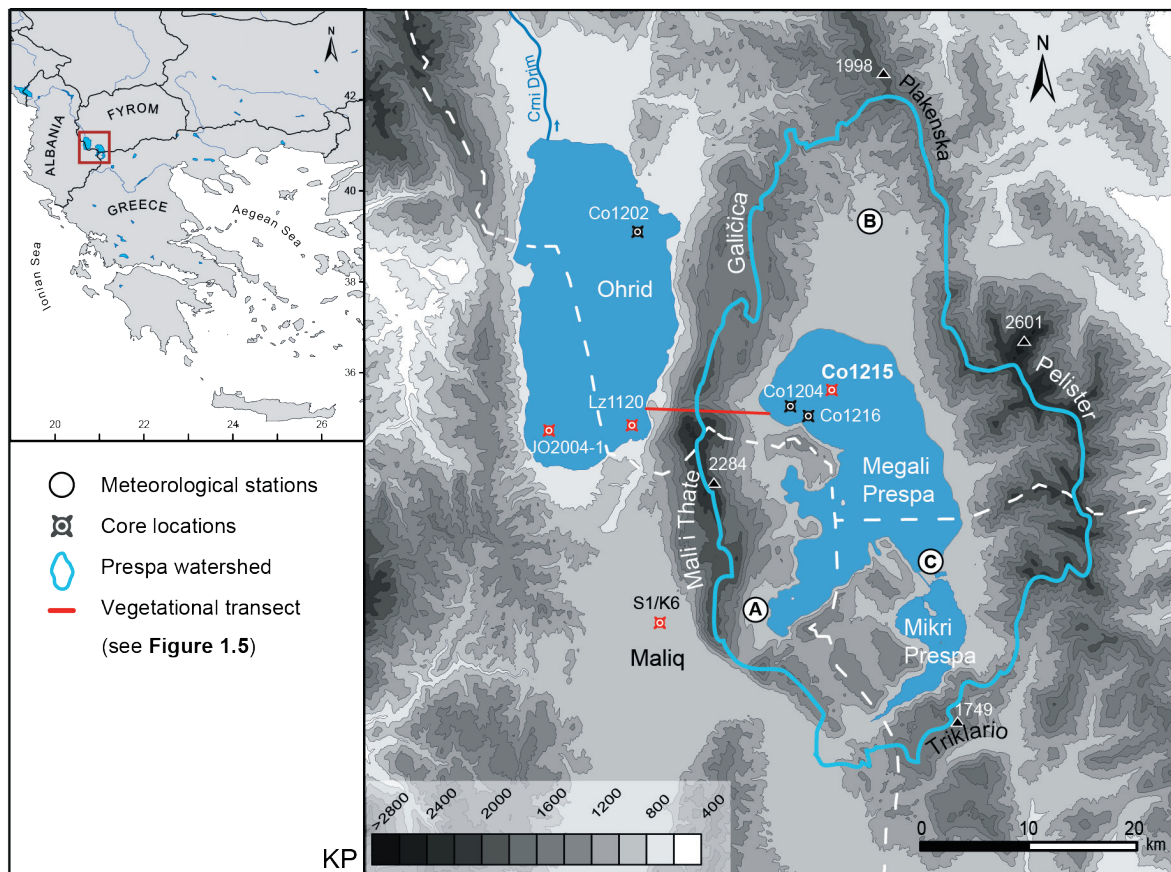 N
42
40
38
36
20
22
24
26
FYROM
ALBANIA
GREECE
Aegean Sea
Ionian Sea
Meteorological stations
Core locations
Prespa watershed
Vegetational transect
(see Figure 1.5)
KP
N
Crni Drim
1998
Plakenska
Co1202
B
Galičica
Ohrid
2601
Pelister
Co1215
Co1204
Co1216
Lz1120
JO2004-1
2284
Megali
Prespa
Mali i Thate
C
A
S1/K6
Maliq
Mikri
Prespa
1749
Triklario
>2800
2400
2000
1600
1200
800
400
0
10
20
km